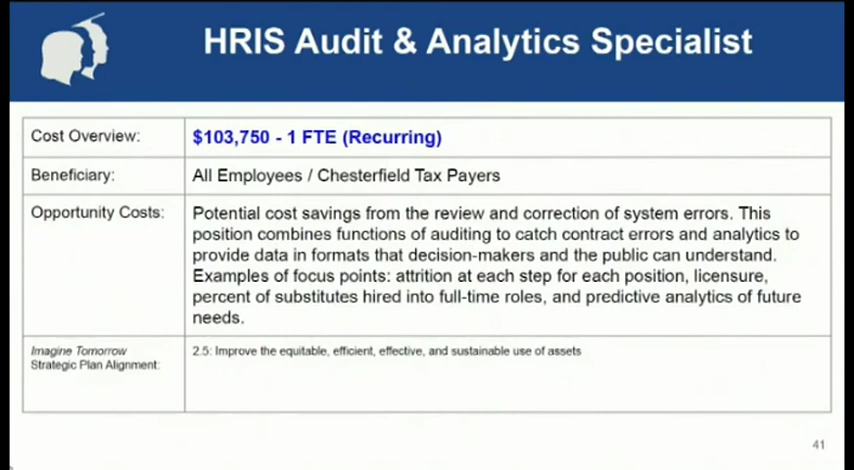 HRIS Audit & Analytics Specialist
Cost Overview:
$103,750 - 1 FTE (Recurring)
Beneficiary:
All Employees / Chesterfield Tax Payers
Opportunity Costs:
Potential cost savings from the review and correction of system errors. This
position combines functions of auditing to catch contract errors and analytics to
provide data in formats that decision-makers and the public can understand.
Examples of focus points: attrition at each step for each position, licensure,
percent of substitutes hired into full-time roles, and predictive analytics of future
needs.
Imagine Tomorrow
Strategic Plan Alignment:
2.5: Improve the equitable, efficient, effective, and sustainable use of assets
41